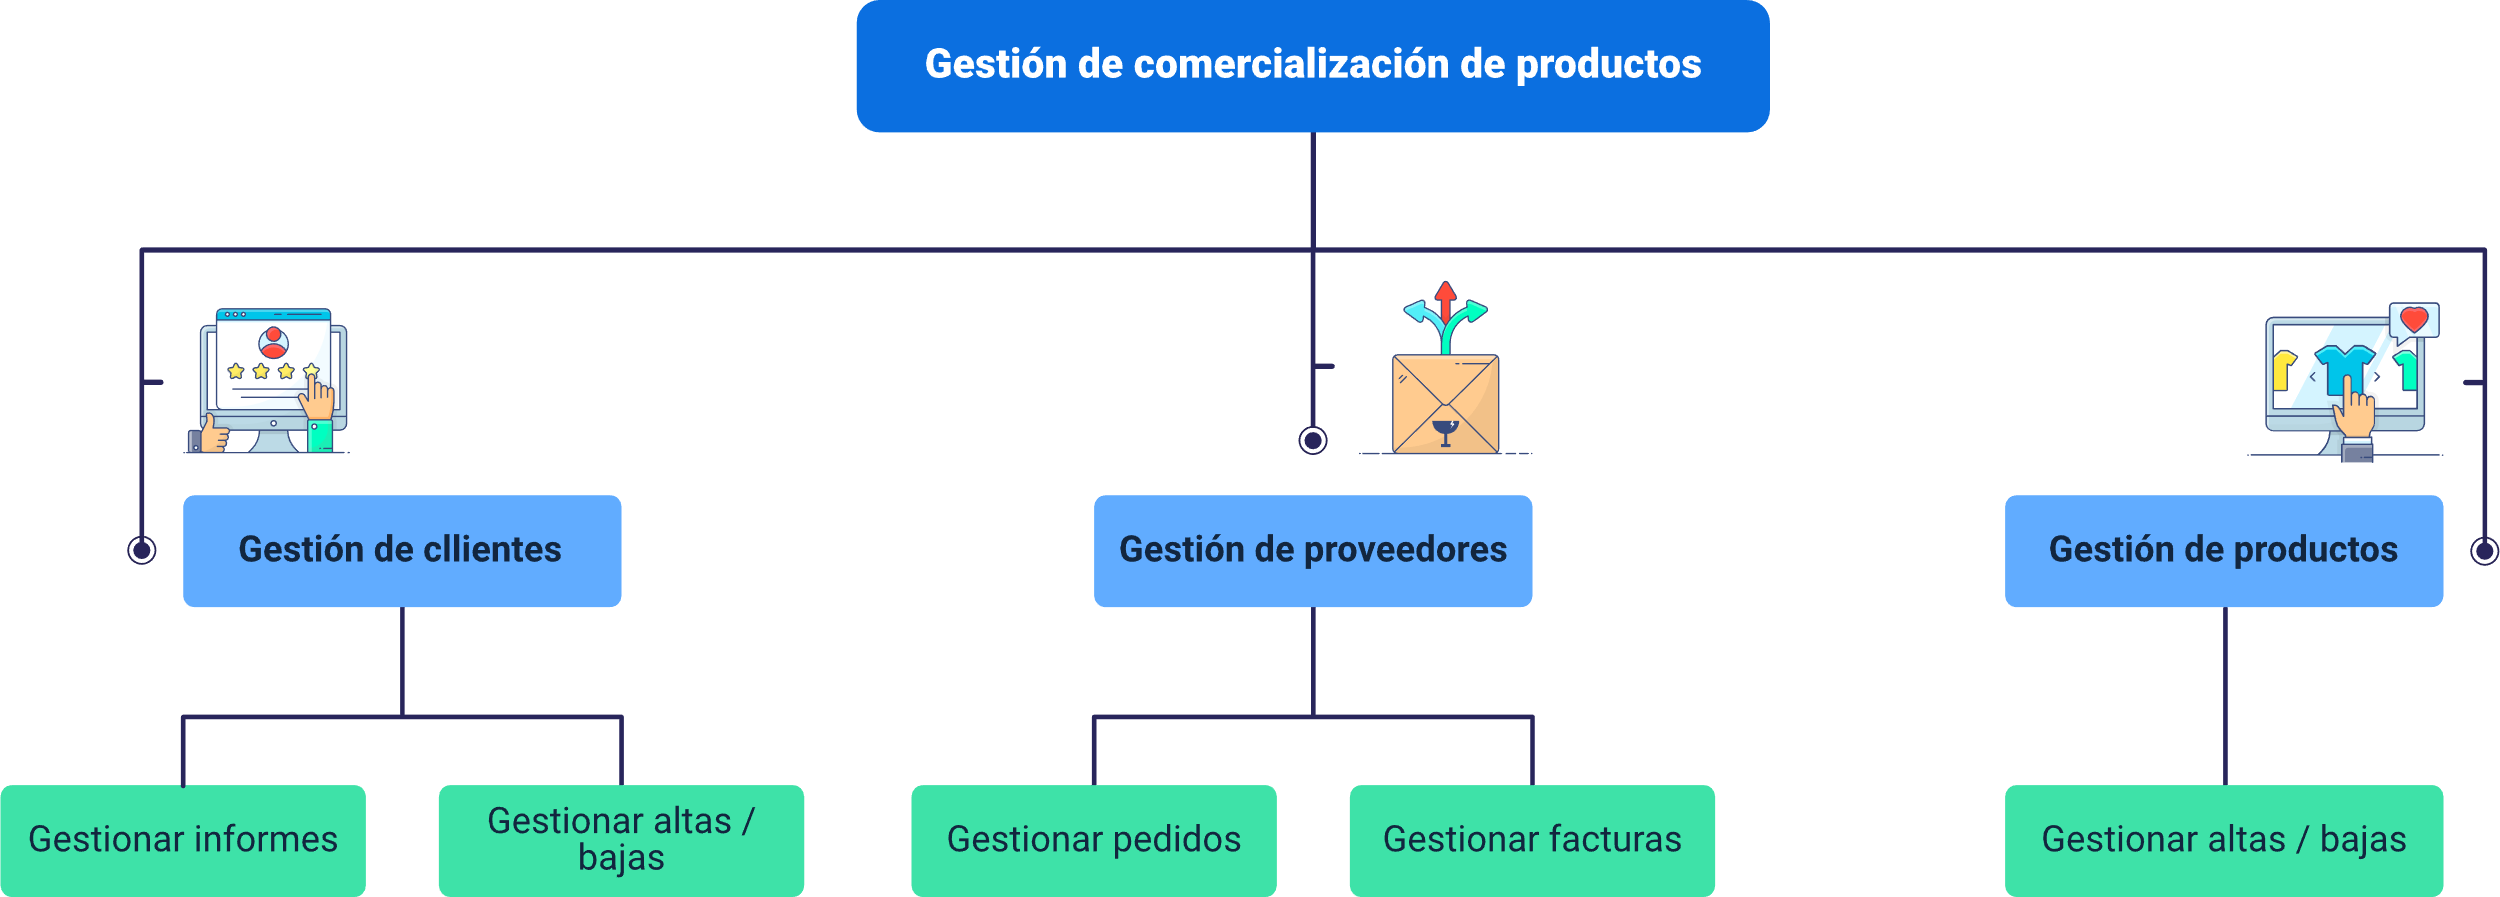 Gestión de comercialización de productos
Gestión de clientes
Gestión de proveedores
Gestión de productos
Gestionar informes
Gestionar altas /
bajas
Gestionar pedidos
Gestionar facturas
Gestionar altas / bajas